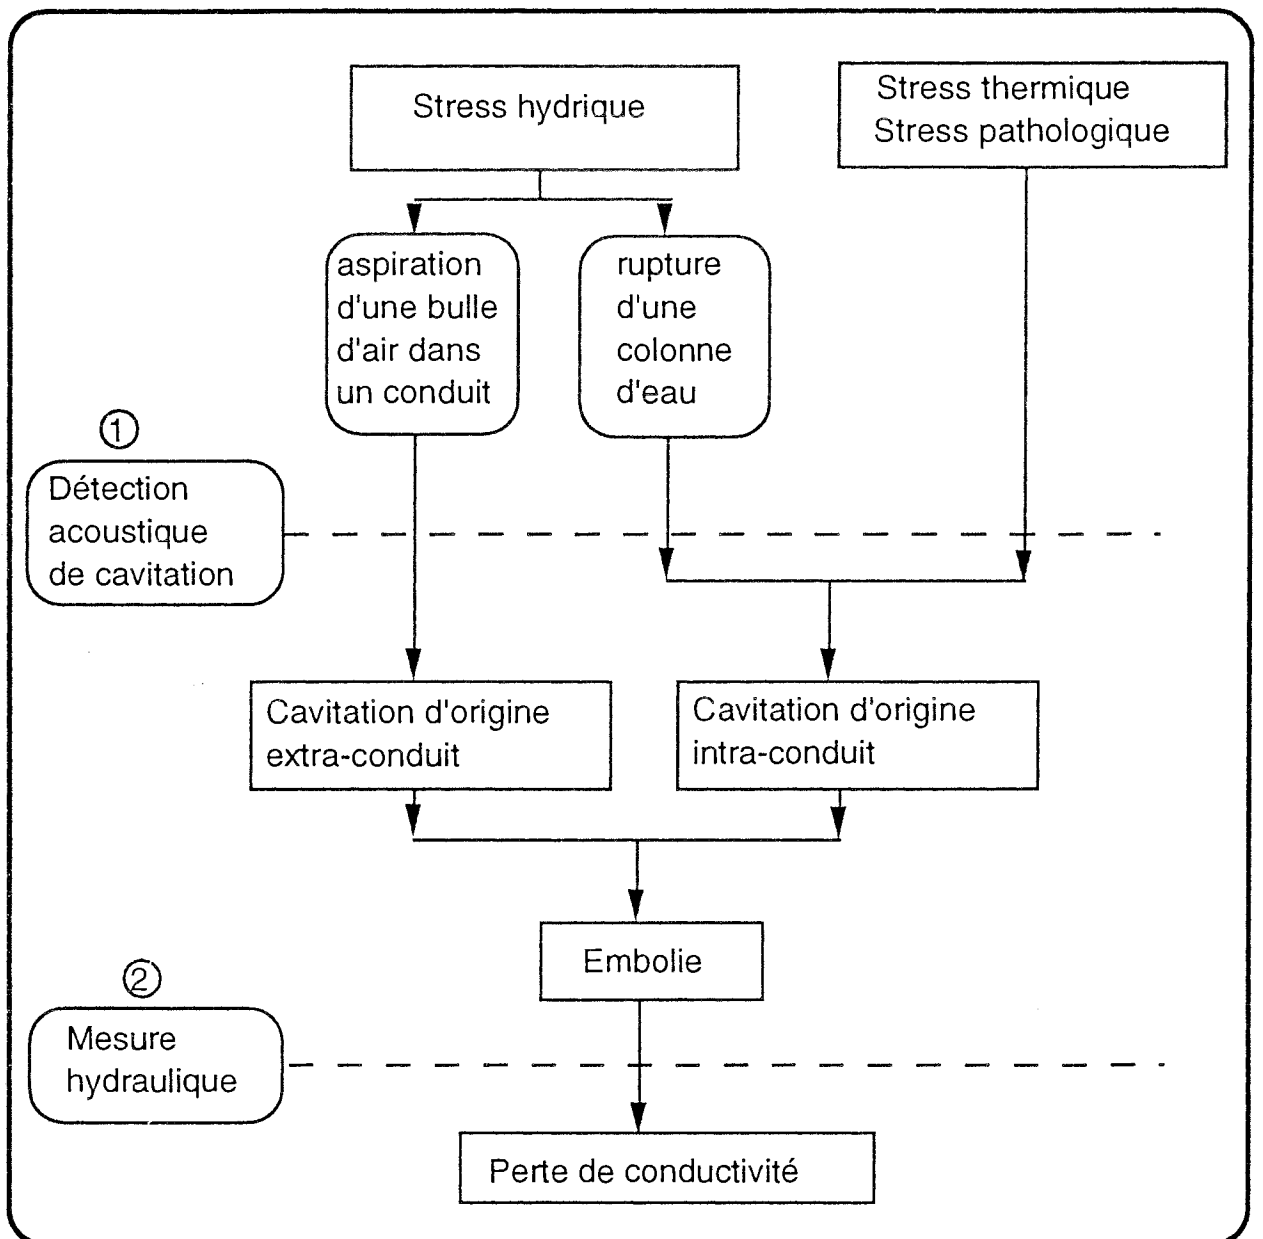 Stress hydrique
Stress thermique
Stress pathologique
aspiration
d'une bulle
d'air dans
un conduit
rupture
d'une
colonne
d'eau
1
Détection
acoustique
de cavitation
Cavitation d'origine
extra-conduit
Cavitation d'origine
intra-conduit
Embolie
2
Mesure
hydraulique
Perte de conductivité